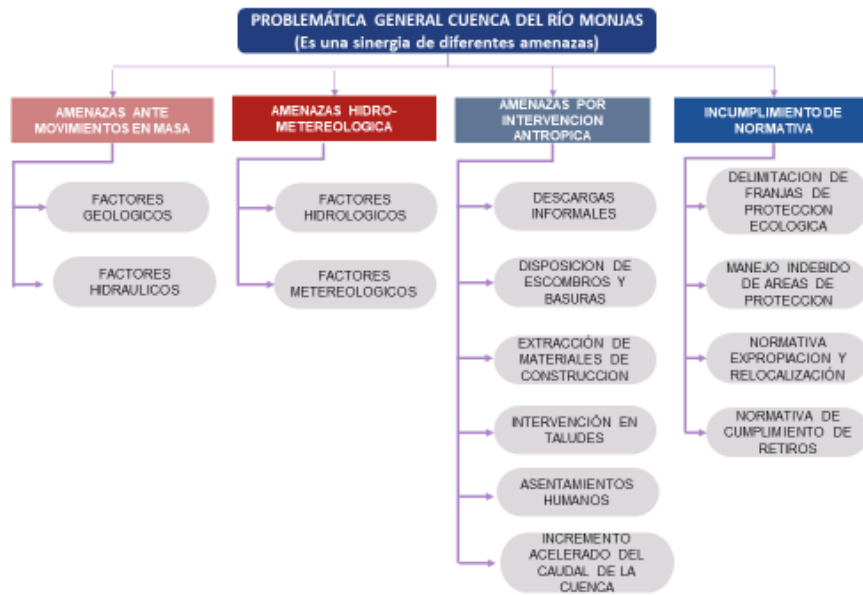 PROBLEMÁTICA GENERAL CUENCA DEL RÍO MONJAS
(Es una sinergia de diferentes amenazas)
AMENAZAS ANTE
MOVIMIENTOS EN MASA
FACTORES
GEOLOGICOS
FACTORES
HIDRAULICOS
AMENAZAS HIDRO-
METEREOLOGICA
FACTORES
HIDROLOGICOS
FACTORES
METEREOLOGICOS
AMENAZAS POR
INTERVENCION
ANTROPICA
DESCARGAS
INFORMALES
DISPOSICION DE
ESCOMBROS Y
BASURAS
EXTRACCIÓN DE
MATERIALES DE
CONSTRUCCION
INTERVENCIÓN EN
TALUDES
ASENTAMIENTOS
HUMANOS
INCREMENTO
ACELERADO DEL
CAUDAL DE LA
CUENCA
INCUMPLIMIENTO DE
NORMATIVA
DELIMITACION DE
FRANJAS DE
PROTECCION
ECOLOGICA
MANEJO INDEBIDO
DE AREAS DE
PROTECCION
NORMATIVA
EXPROPIACION Y
RELOCALIZACIÓN
NORMATIVA DE
CUMPLIMIENTO DE
RETIROS